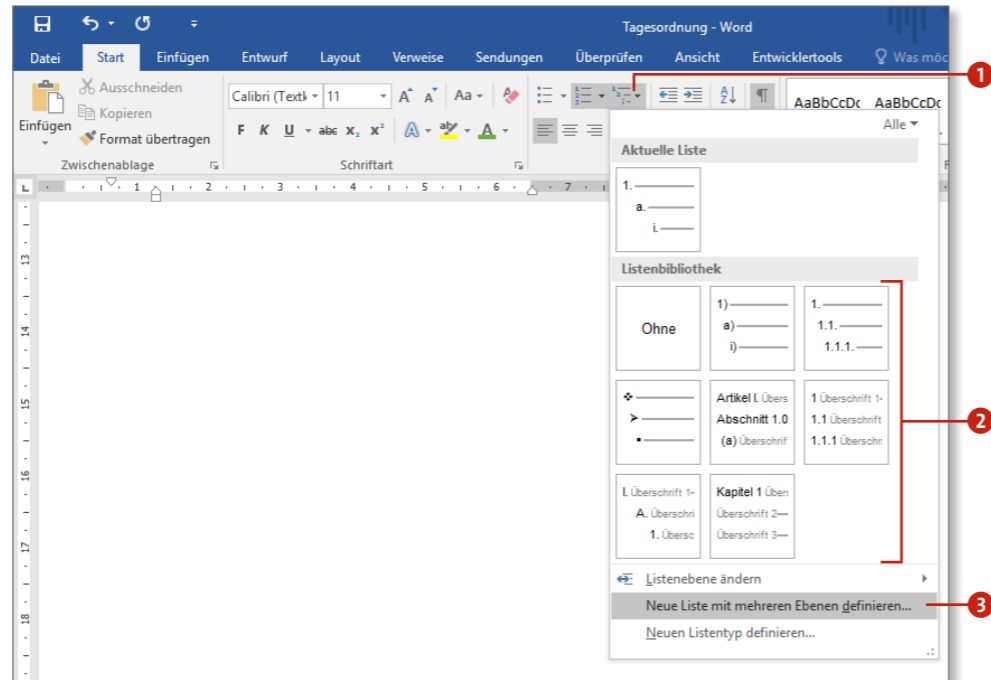 Tagesordnung - Word
Datei Start Einfügen Entwurf Layout Verweise Sendungen Überprüfen Ansicht Entwicklertools Was möc
1
Ausschneiden
Kopieren
Format übertragen
Einfügen
Zwischenablage
Calibri (Textk 11 A A Aa
F K U abc x₂ x² A aby A
Schriftart
AaBbCcDc AaBbCcDc
Alle
L 1 2 3 4 5 6 7
13
14
15
16
17
18
Aktuelle Liste
1.
a.
i.
Listenbibliothek
Ohne
1)
a)
i)
1.
1.1.
1.1.1.
Artikel I. Übers
Abschnitt 1.0
(a) Überschrif
1 Überschrift 1-
1.1 Überschrift
1.1.1 Überschr
2
I. Überschrift 1-
A. Überschri
1. Übersc
Kapitel 1 Übers
Überschrift 2
Überschrift 3
Listenebene ändern
Neue Liste mit mehreren Ebenen definieren...
3
Neuen Listentyp definieren...